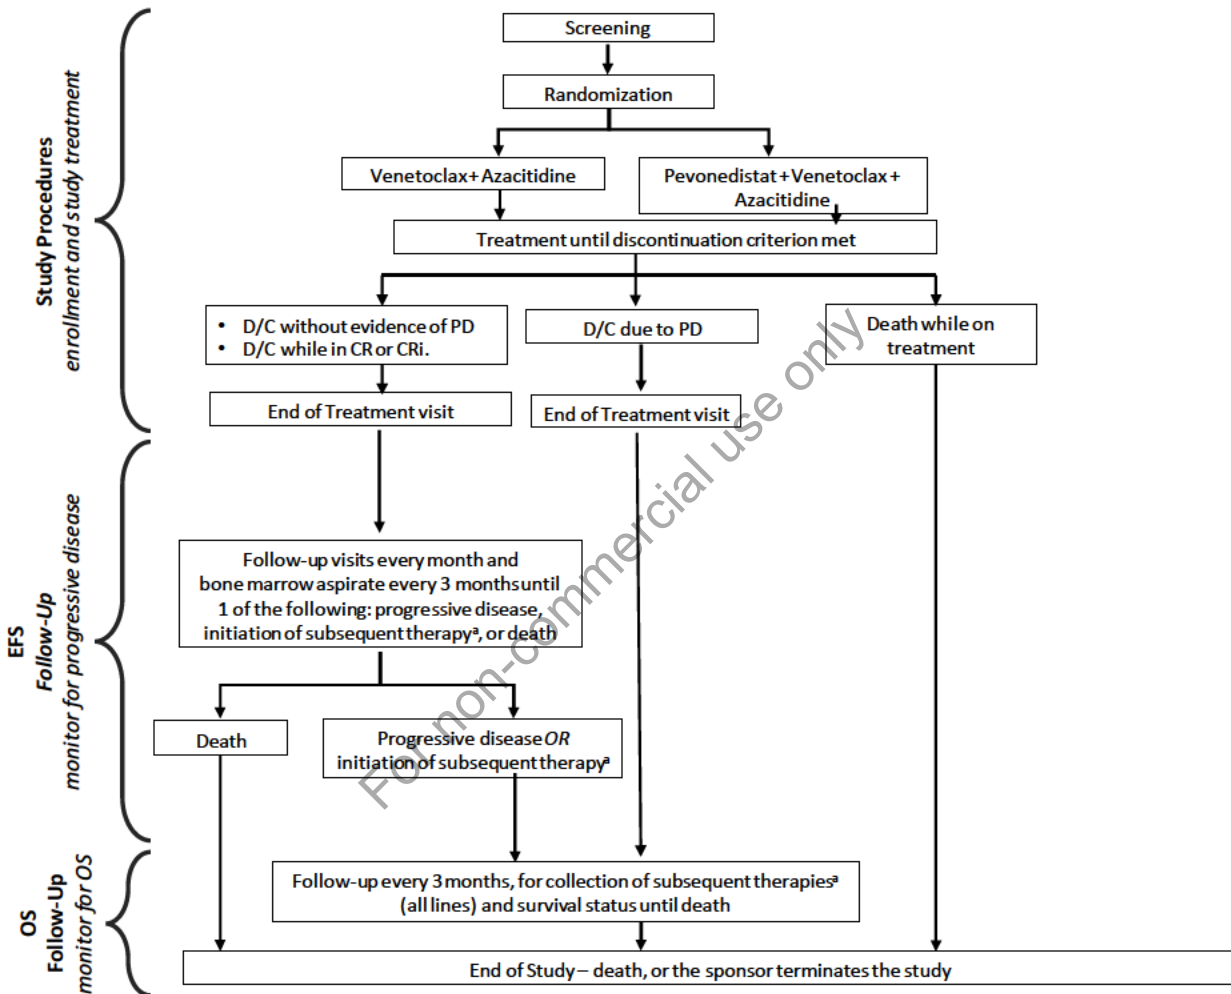 Study Procedures
enrollment and study treatment
Screening
Randomization
Venetoclax+ Azacitidine
Pevonedistat + Venetoclax +
Azacitidine
Treatment until discontinuation criterion met
• D/C without evidence of PD
• D/C while in CR or CRi.
D/C due to PD
Death while on
treatment
End of Treatment visit
End of Treatment visit
EFS
Follow-Up
monitor for progressive disease
Follow-up visits every month and
bone marrow aspirate every 3 months until
1 of the following: progressive disease,
initiation of subsequent therapyª, or death
Death
Progressive disease OR
initiation of subsequent therapyª
OS
Follow-Up
monitor for OS
Follow-up every 3 months, for collection of subsequent therapiesª
(all lines) and survival status until death
End of Study – death, or the sponsor terminates the study
For non-commercial use only